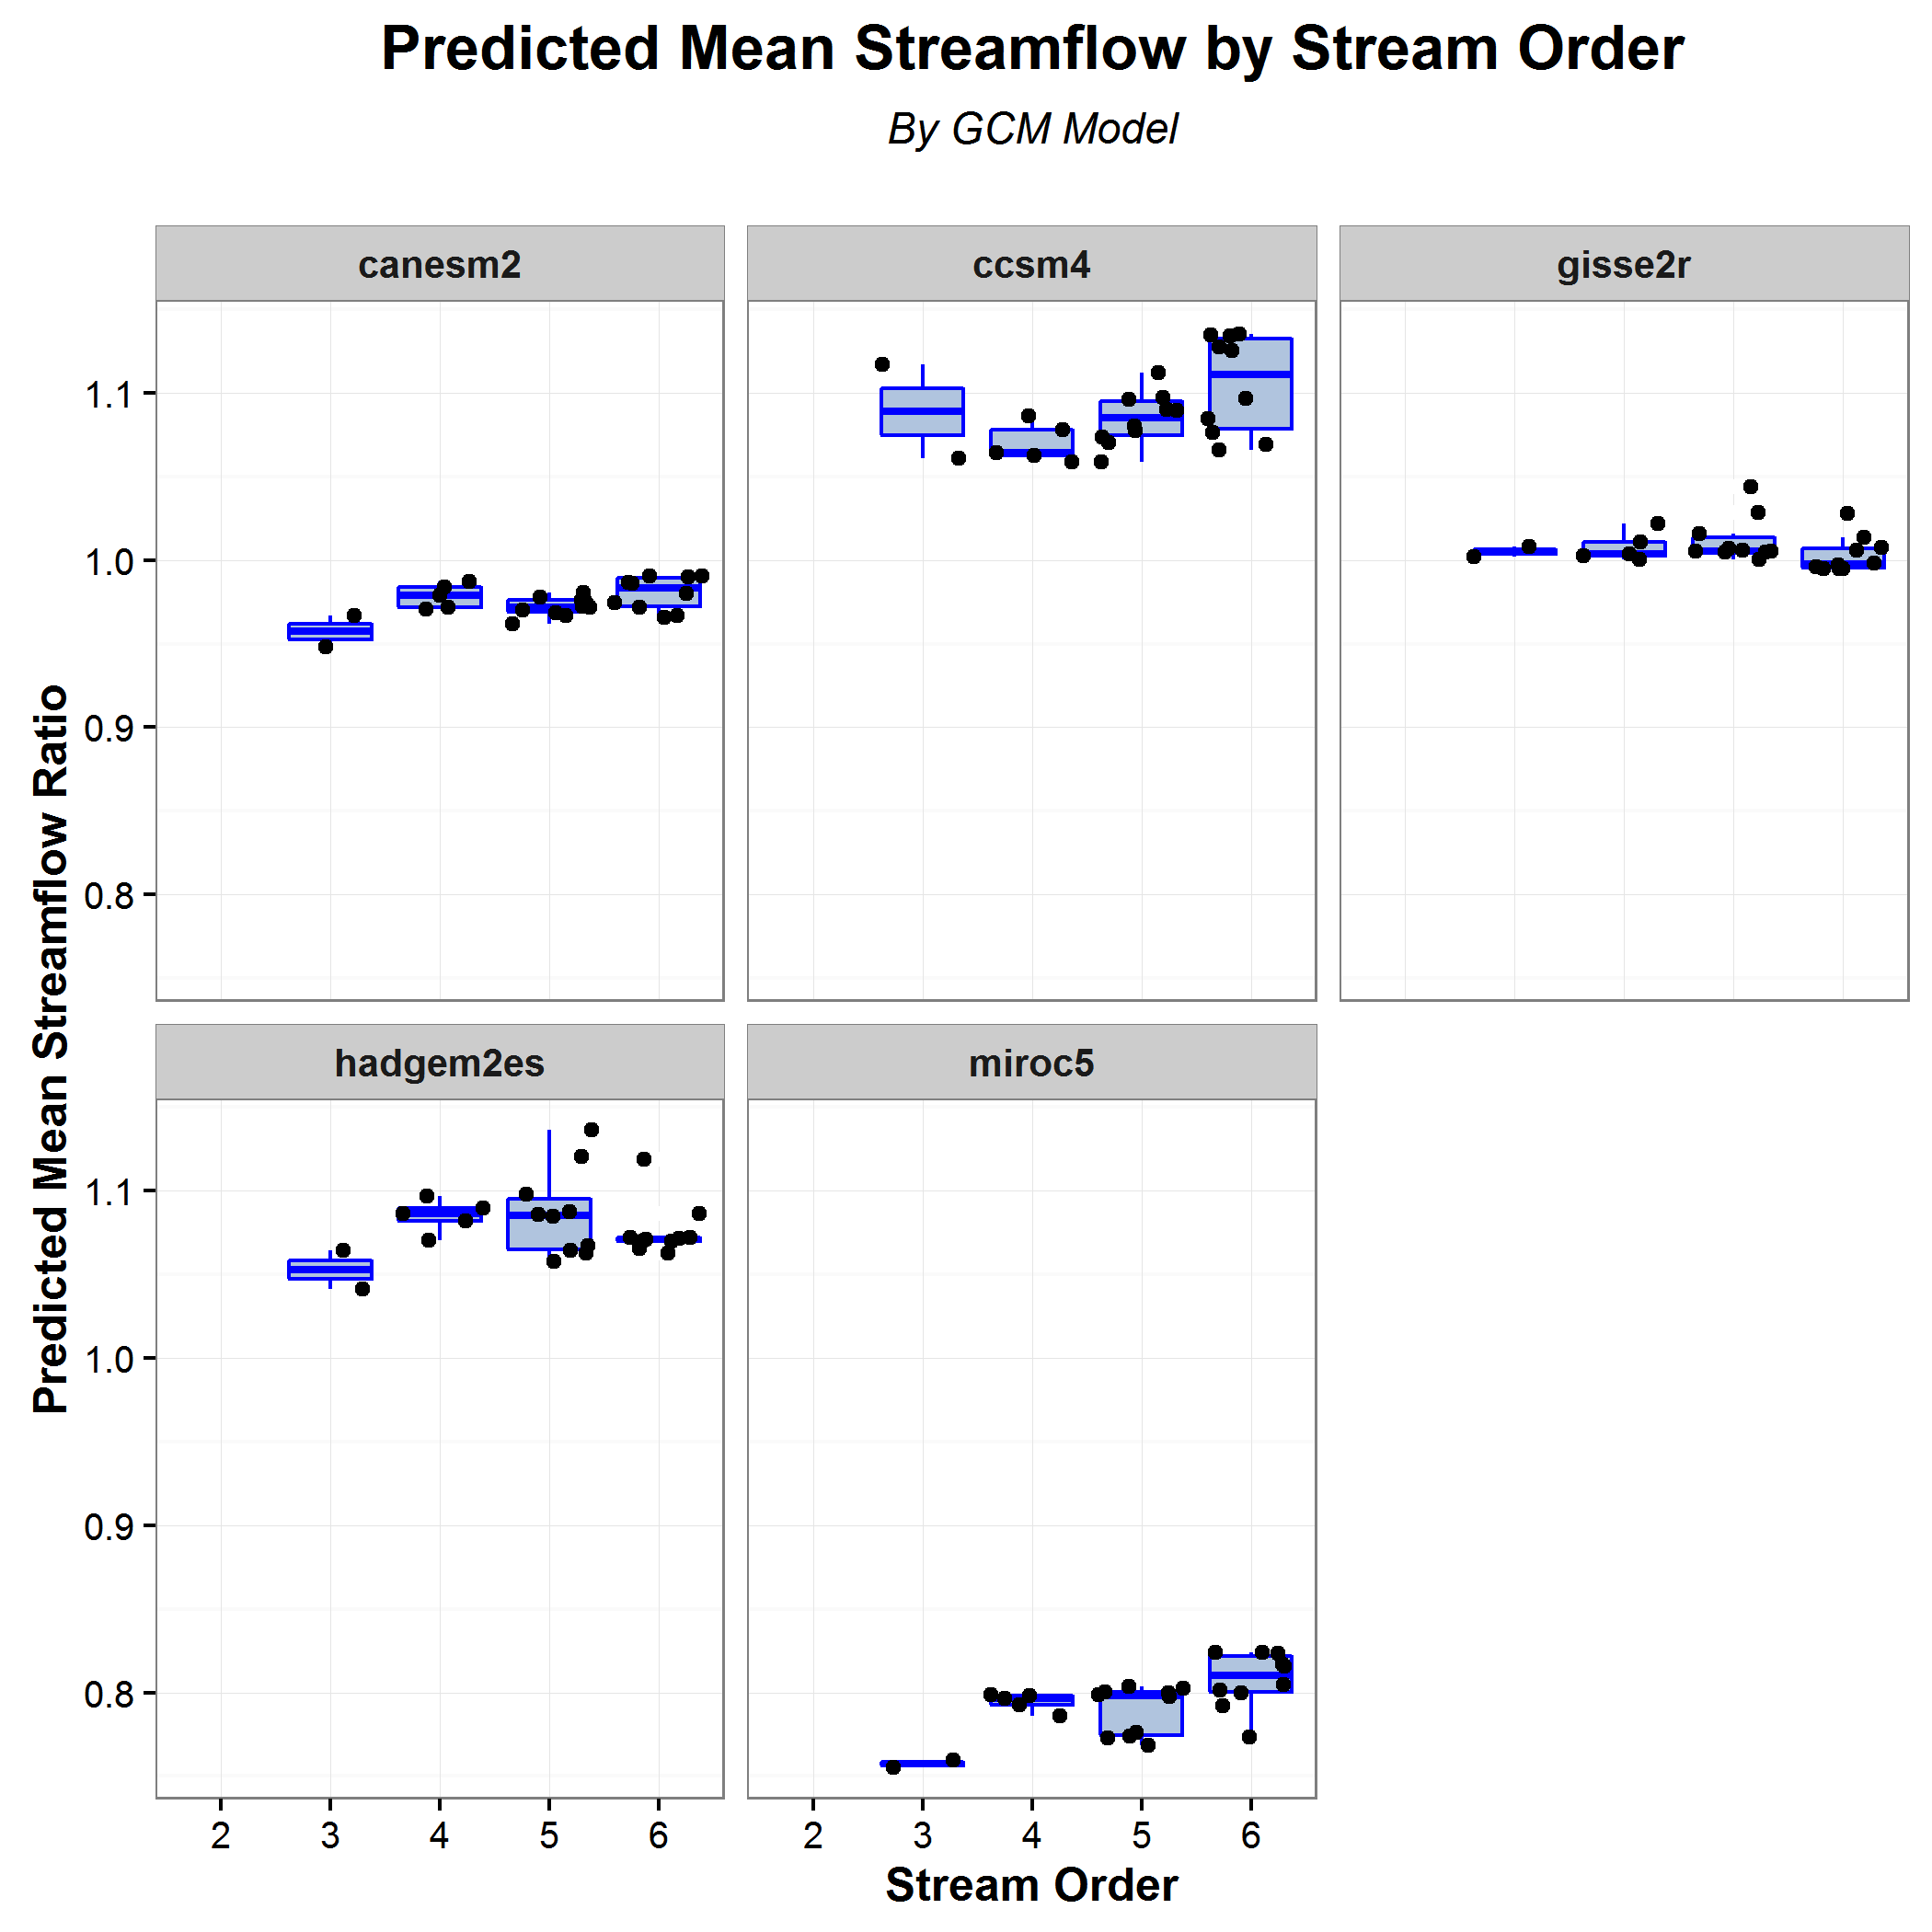 Predicted Mean Streamflow by Stream Order
By GCM Model
canesm2
ccsm4
gisse2r
1.1
1.0
0.9
0.8
Predicted Mean Streamflow Ratio
hadgem2es
miroc5
1.1
1.0
0.9
0.8
2 3 4 5 6
2 3 4 5 6
Stream Order